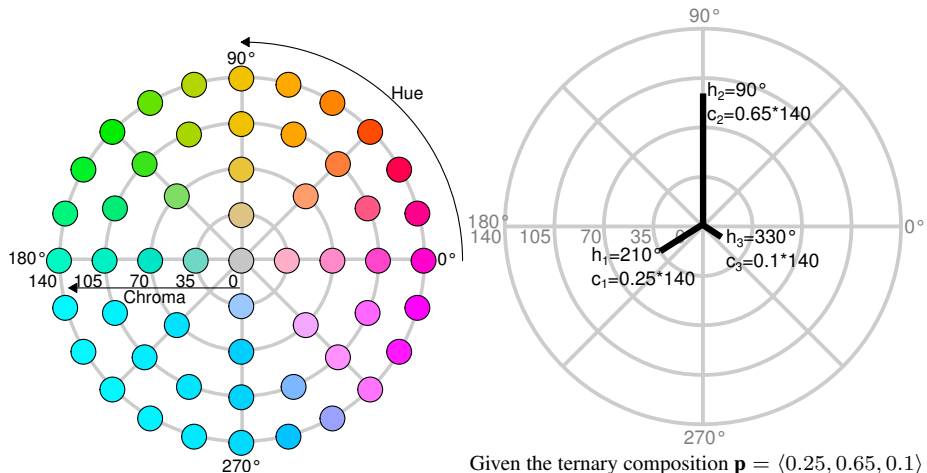 90°
Hue
180°
0°
140 105 70 35 0
Chroma
270°
90°
h₂=90°
c₂=0.65*140
180°
0°
140 105 70 35 0
h₁=210°
c₁=0.25*140
h₃=330°
c₃=0.1*140
270°
Given the ternary composition p = ⟨0.25, 0.65, 0.1⟩